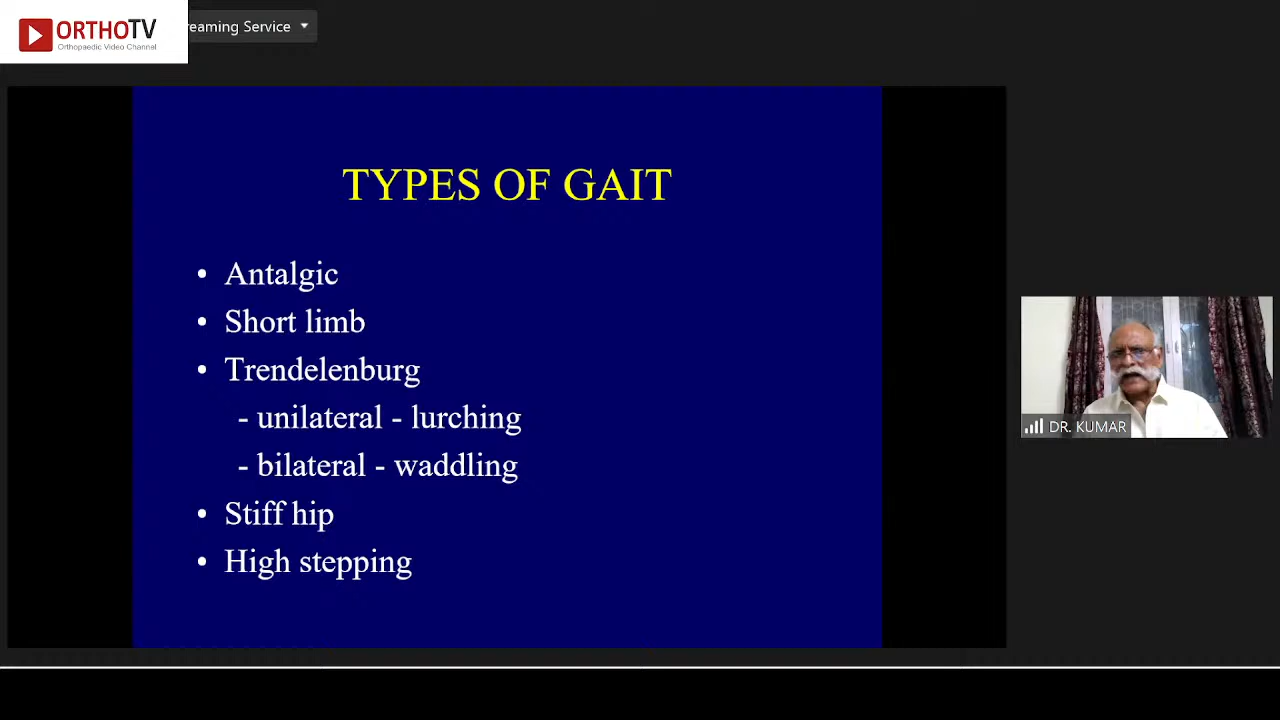 ORTHOTV
Orthopaedic Video Channel
reaming Service
TYPES OF GAIT
• Antalgic
• Short limb
• Trendelenburg
- unilateral - lurching
- bilateral - waddling
• Stiff hip
• High stepping
DR. KUMAR